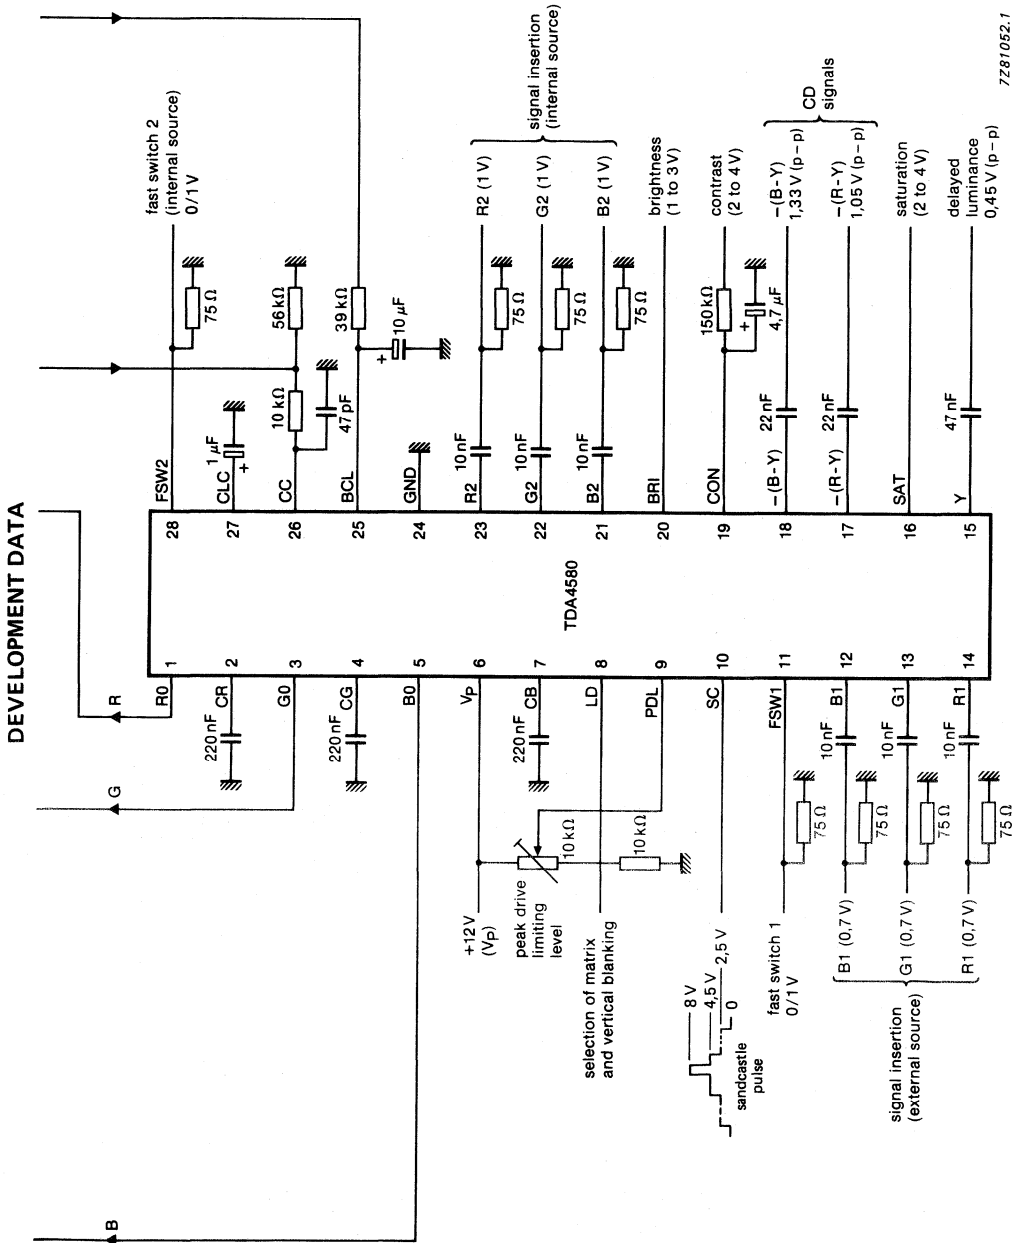 DEVELOPMENT DATA
R
G
B
fast switch 2
(internal source)
0/1 V
75 Ω
1 μF
+
56 kΩ
10 kΩ
47 pF
39 kΩ
+
10 μF
signal insertion
(internal source)
R2 (1 V)
G2 (1 V)
B2 (1 V)
75 Ω
75 Ω
75 Ω
10 nF
10 nF
10 nF
brightness
(1 to 3 V)
contrast
(2 to 4 V)
150 kΩ
+
4,7 μF
CD
signals
−(B-Y)
1,33 V (p−p)
−(R-Y)
1,05 V (p−p)
22 nF
22 nF
saturation
(2 to 4 V)
delayed
luminance
0,45 V (p−p)
47 nF
FSW2
CLC
CC
BCL
GND
R2
G2
B2
BRI
CON
−(B-Y)
−(R-Y)
SAT
Y
28
27
26
25
24
23
22
21
20
19
18
17
16
15
TDA4580
1
2
3
4
5
6
7
8
9
10
11
12
13
14
R0
CR
G0
CG
B0
VP
CB
LD
PDL
SC
FSW1
B1
G1
R1
220 nF
220 nF
220 nF
10 kΩ
10 kΩ
10 nF
10 nF
10 nF
75 Ω
75 Ω
75 Ω
75 Ω
+12 V
(VP)
peak drive
limiting
level
selection of matrix
and vertical blanking
8 V
4,5 V
2,5 V
0
sandcastle
pulse
fast switch 1
0/1 V
B1 (0,7 V)
G1 (0,7 V)
R1 (0,7 V)
signal insertion
(external source)
7Z81052.1